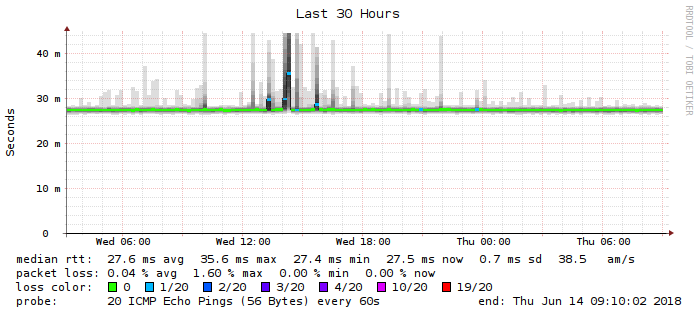 Last 30 Hours
RRDTOOL / TOBI OETIKER
Seconds
40 m
30 m
20 m
10 m
0
Wed 06:00 Wed 12:00 Wed 18:00 Thu 00:00 Thu 06:00
median rtt: 27.6 ms avg 35.6 ms max 27.4 ms min 27.5 ms now 0.7 ms sd 38.5 am/s
packet loss: 0.04 % avg 1.60 % max 0.00 % min 0.00 % now
loss color: 0 1/20 2/20 3/20 4/20 10/20 19/20
probe: 20 ICMP Echo Pings (56 Bytes) every 60s end: Thu Jun 14 09:10:02 2018